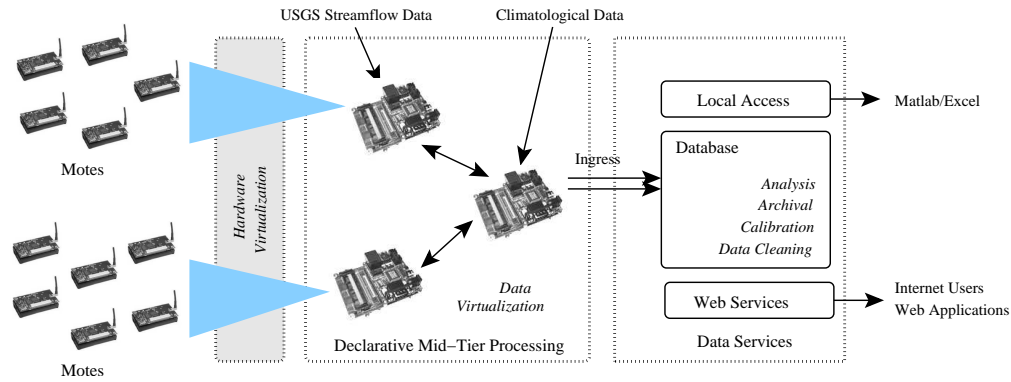 USGS Streamflow Data
Climatological Data
Motes
Motes
Hardware
Virtualization
Data
Virtualization
Declarative Mid−Tier Processing
Ingress
Local Access
Database
Analysis
Archival
Calibration
Data Cleaning
Web Services
Data Services
Matlab/Excel
Internet Users
Web Applications